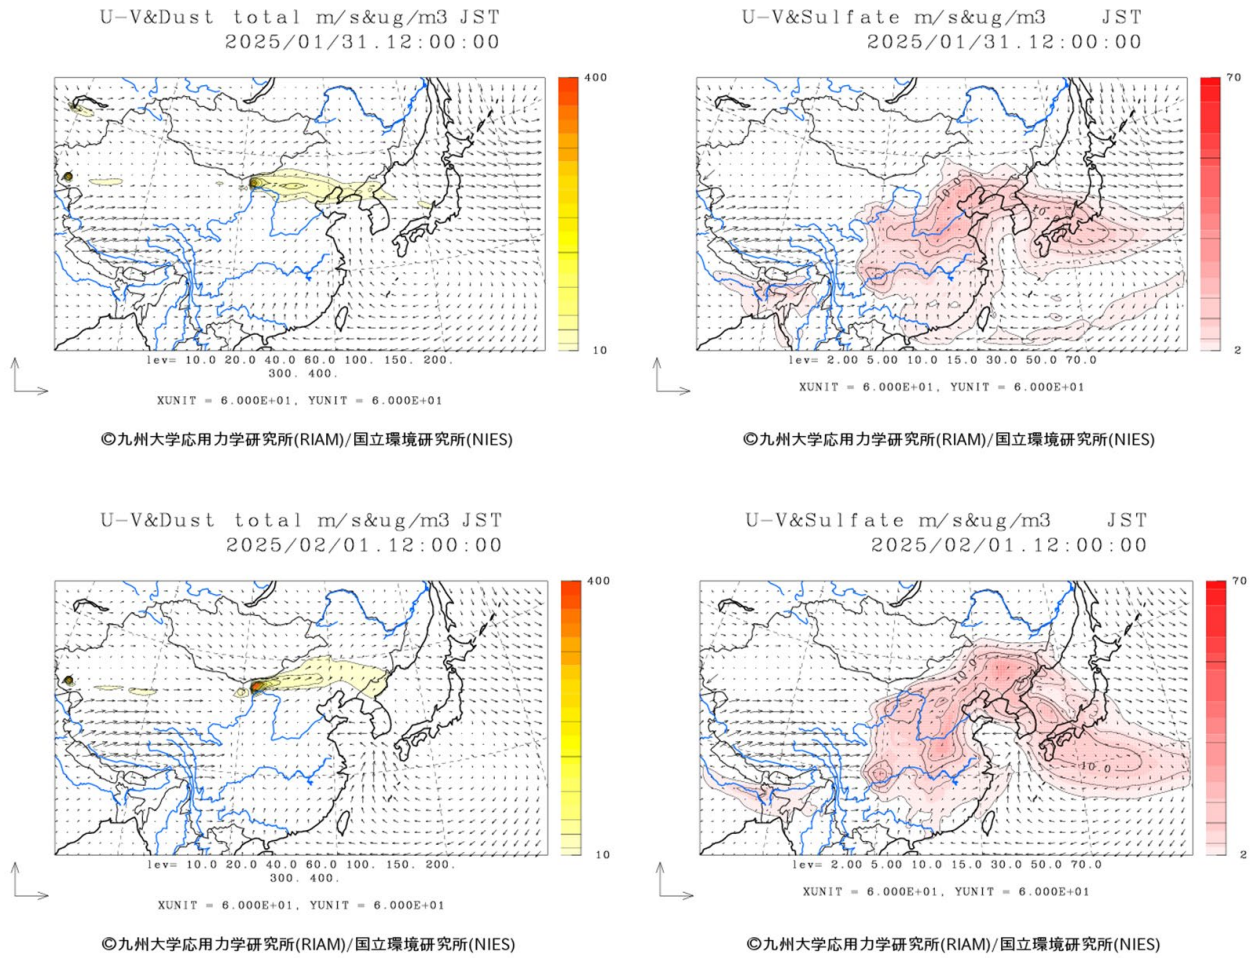 U-V&Dust total m/s&ug/m3 JST
2025/01/31.12:00:00
400
10
lev= 10.0 20.0 40.0 60.0 100. 150. 200.
300. 400.
XUNIT = 6.000E+01, YUNIT = 6.000E+01
©九州大学応用力学研究所(RIAM)/国立環境研究所(NIES)
U-V&Sulfate m/s&ug/m3 JST
2025/01/31.12:00:00
70
2
10.0
lev= 2.00 5.00 10.0 15.0 30.0 50.0 70.0
XUNIT = 6.000E+01, YUNIT = 6.000E+01
©九州大学応用力学研究所(RIAM)/国立環境研究所(NIES)
U-V&Dust total m/s&ug/m3 JST
2025/02/01.12:00:00
400
10
lev= 10.0 20.0 40.0 60.0 100. 150. 200.
300. 400.
XUNIT = 6.000E+01, YUNIT = 6.000E+01
©九州大学応用力学研究所(RIAM)/国立環境研究所(NIES)
U-V&Sulfate m/s&ug/m3 JST
2025/02/01.12:00:00
70
2
10.0
10.0
lev= 2.00 5.00 10.0 15.0 30.0 50.0 70.0
XUNIT = 6.000E+01, YUNIT = 6.000E+01
©九州大学応用力学研究所(RIAM)/国立環境研究所(NIES)